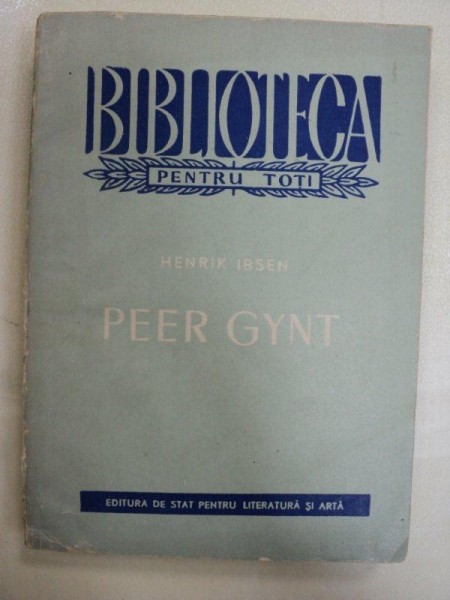 BIBLIOTECA
PENTRU TOTI
HENRIK IBSEN
PEER GYNT
EDITURA DE STAT PENTRU LITERATURĂ ȘI ARTĂ